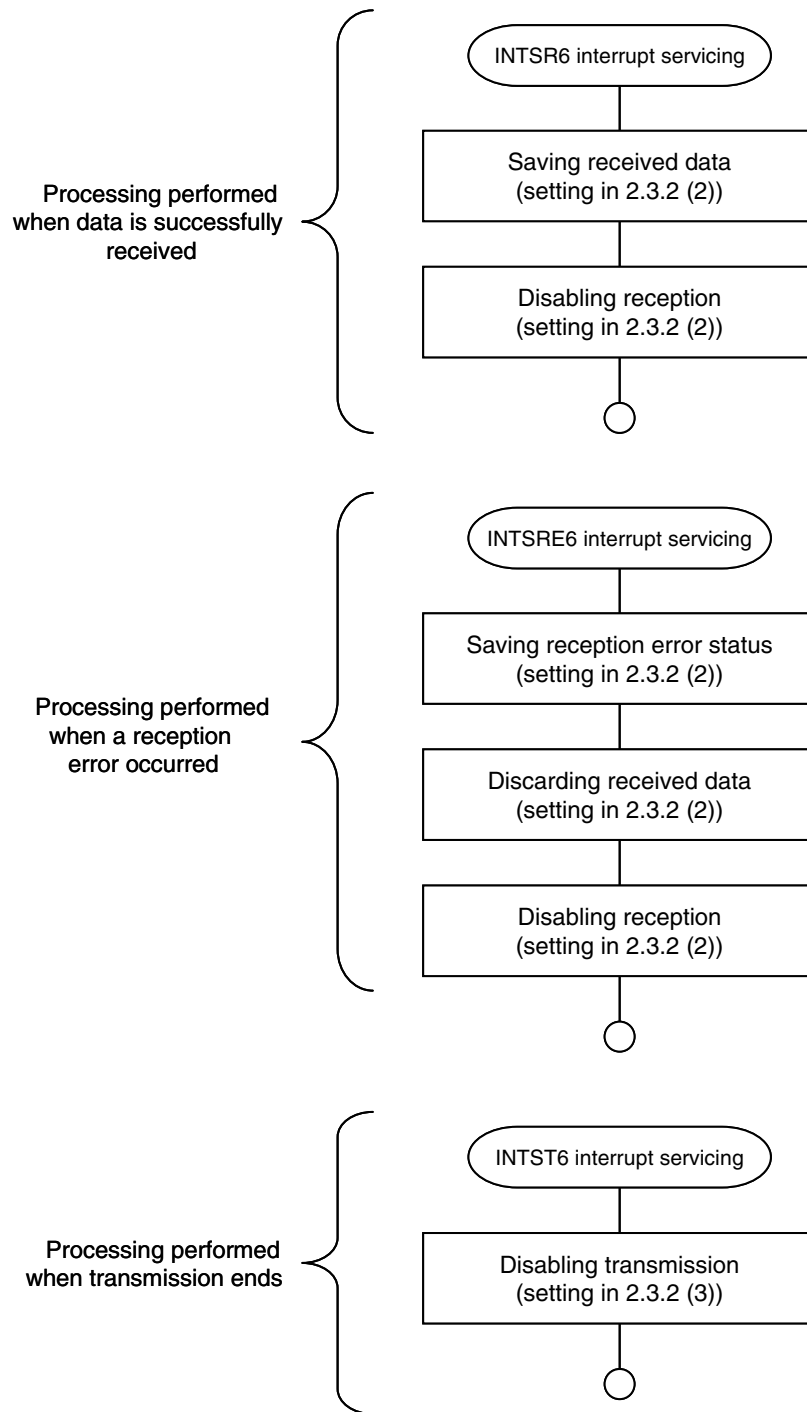 INTSR6 interrupt servicing
Processing performed
when data is successfully
received
Saving received data
(setting in 2.3.2 (2))
Disabling reception
(setting in 2.3.2 (2))
INTSRE6 interrupt servicing
Processing performed
when a reception
error occurred
Saving reception error status
(setting in 2.3.2 (2))
Discarding received data
(setting in 2.3.2 (2))
Disabling reception
(setting in 2.3.2 (2))
INTST6 interrupt servicing
Processing performed
when transmission ends
Disabling transmission
(setting in 2.3.2 (3))